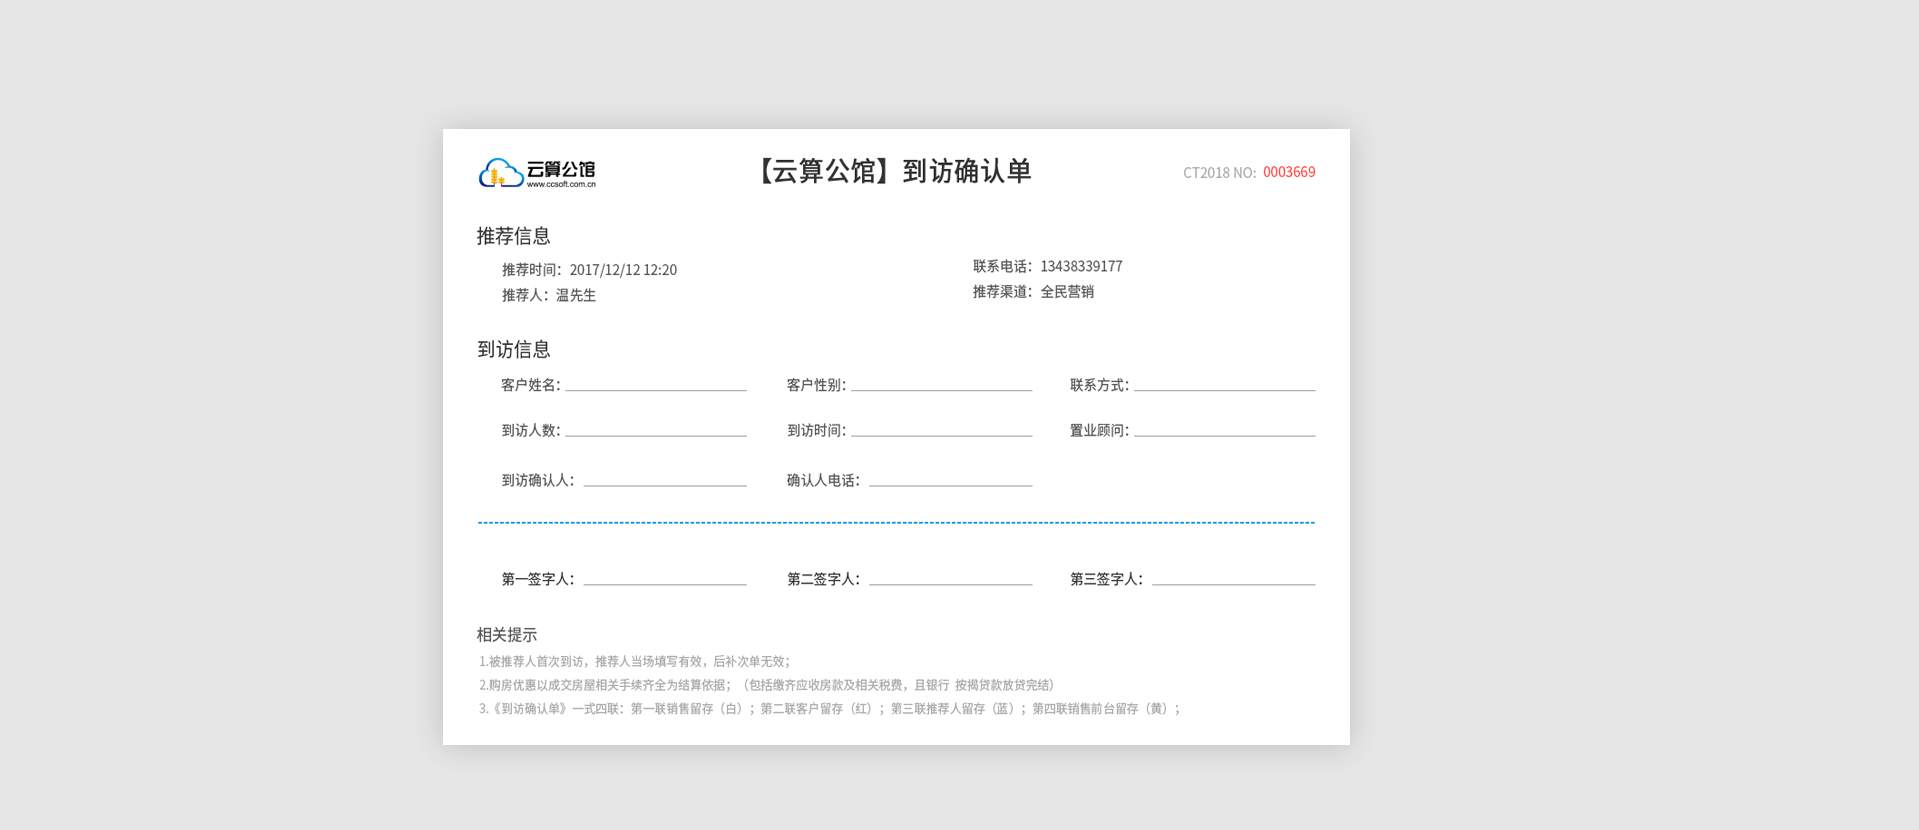 云算公馆
www.ccsoft.com.cn
【云算公馆】到访确认单
CT2018 NO: 0003669
推荐信息
推荐时间：2017/12/12 12:20
联系电话：13438339177
推荐人：温先生
推荐渠道：全民营销
到访信息
客户姓名： 客户性别： 联系方式：
到访人数： 到访时间： 置业顾问：
到访确认人： 确认人电话：
第一签字人： 第二签字人： 第三签字人：
相关提示
1.被推荐人首次到访，推荐人当场填写有效，后补次单无效；
2.购房优惠以成交房屋相关手续齐全为结算依据；（包括缴齐应收房款及相关税费，且银行 按揭贷款放贷完结）
3.《到访确认单》一式四联：第一联销售留存（白）；第二联客户留存（红）；第三联推荐人留存（蓝）；第四联销售前台留存（黄）；